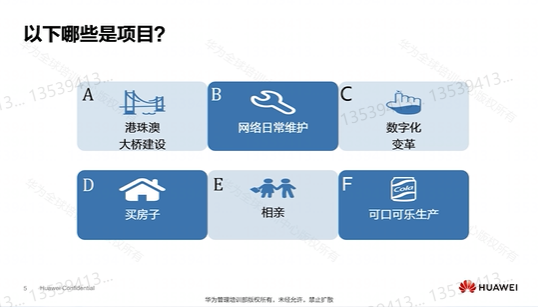 以下哪些是项目?
A
港珠澳
大桥建设
B
网络日常维护
C
数字化
变革
D
买房子
E
相亲
F
Cola
可口可乐生产
5 Huawei Confidential
HUAWEI
华为管理培训部版权所有，未经允许，禁止扩散
13539413...